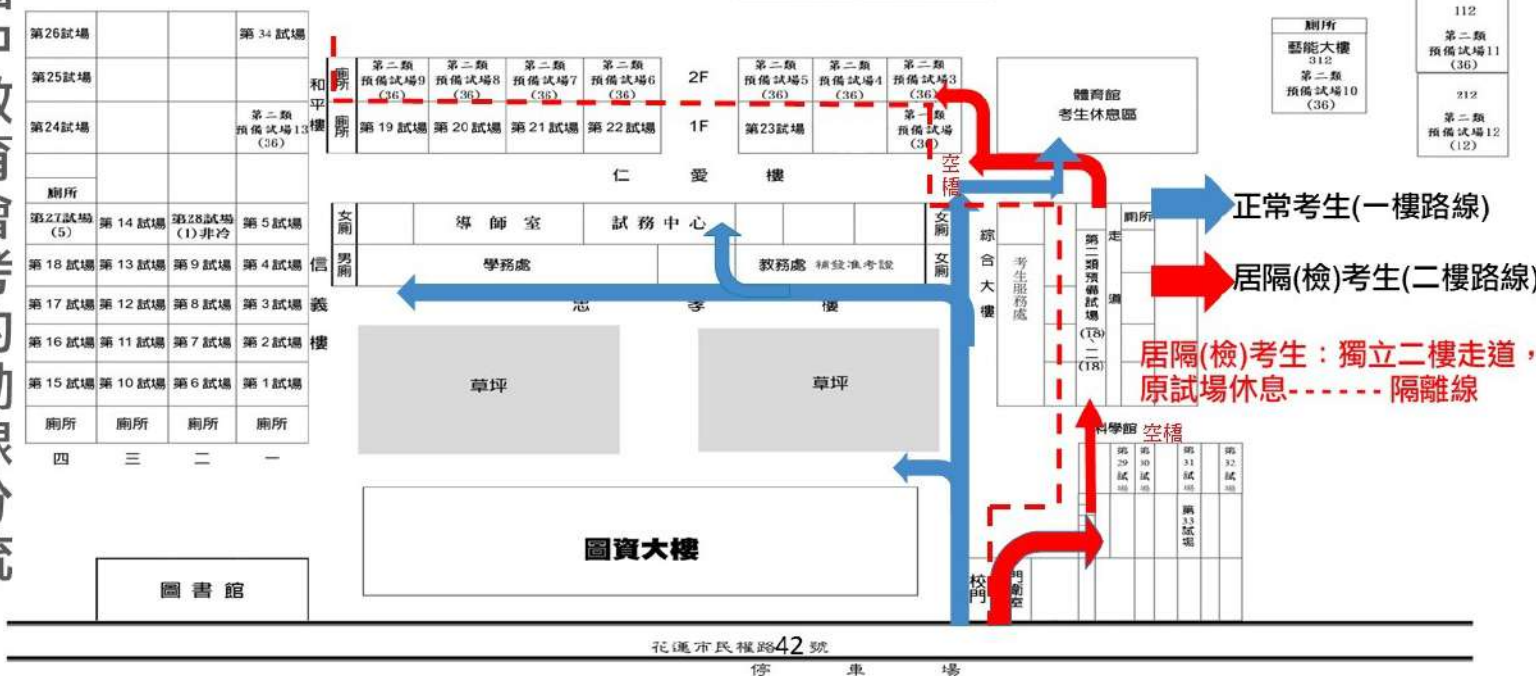 中教育會考的動線分流
112
第二類
預備試場11
(36)
212
第二類
預備試場12
(12)
廁所
藝能大樓
312
第二類
預備試場10
(36)
第26試場
第 34 試場
第25試場
第24試場
第二類
預備試場13
(36)
和平樓
廁所
第二類
預備試場9
(36)
第二類
預備試場8
(36)
第二類
預備試場7
(36)
第二類
預備試場6
(36)
2F
第二類
預備試場5
(36)
第二類
預備試場4
(36)
第二類
預備試場3
(36)
廁所
第 19 試場
第 20 試場
第 21 試場
第 22 試場
1F
第23試場
預備試場
(36)
體育館
考生休息區
仁 愛 樓
空橋
廁所
第27試場
(5)
第 14 試場
第28試場
(1)非冷
第 5 試場
第 18 試場
第 13 試場
第 9 試場
第 4 試場
第 17 試場
第 12 試場
第 8 試場
第 3 試場
第 16 試場
第 11 試場
第 7 試場
第 2 試場
第 15 試場
第 10 試場
第 6 試場
第 1 試場
廁所
廁所
廁所
廁所
四 三 二 一
信義樓
女廁
導 師 室
試 務 中 心
女廁
男廁
學務處
教務處 補發准考證
女廁
忠 孝 樓
綜合大樓
考生服務處
第二類預備試場
(18)
、二
(18)
走道
廁所
正常考生(一樓路線)
居隔(檢)考生(二樓路線)
居隔(檢)考生：獨立二樓走道，
原試場休息------ 隔離線
草坪
草坪
科學館 空橋
第29試場
第30試場
第31試場
第32試場
第33試場
圖資大樓
圖 書 館
校門
門衛室
花蓮市民權路42 號
停 車 場